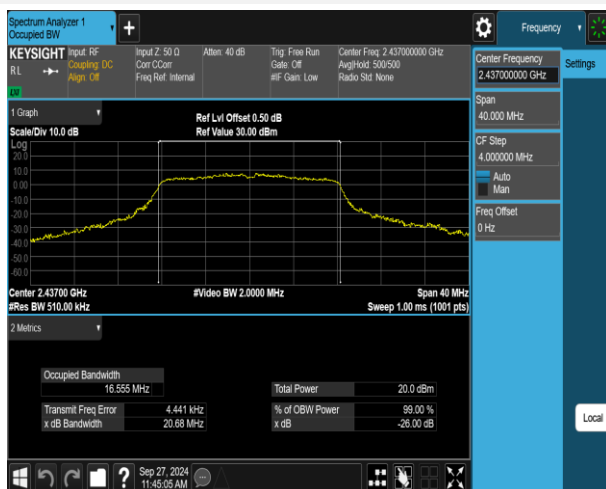 Spectrum Analyzer 1
Occupied BW
Frequency
KEYSIGHT
RL
Input: RF
Coupling: DC
Align: Off
Input Z: 50 Ω
Corr CCorr
Freq Ref: Internal
Atten: 40 dB
Trig: Free Run
Gate: Off
#IF Gain: Low
Center Freq: 2.437000000 GHz
Avg|Hold: 500/500
Radio Std: None
Center Frequency
2.437000000 GHz
Settings
Span
40.000 MHz
CF Step
4.000000 MHz
Auto
Man
Freq Offset
0 Hz
Local
1 Graph
Scale/Div 10.0 dB
Ref Lvl Offset 0.50 dB
Ref Value 30.00 dBm
Log
20.0
10.0
0.00
-10.0
-20.0
-30.0
-40.0
-50.0
-60.0
Center 2.43700 GHz
#Res BW 510.00 kHz
#Video BW 2.0000 MHz
Span 40 MHz
Sweep 1.00 ms (1001 pts)
2 Metrics
Occupied Bandwidth
16.555 MHz
Total Power 20.0 dBm
Transmit Freq Error 4.441 kHz
% of OBW Power 99.00 %
x dB Bandwidth 20.68 MHz
x dB -26.00 dB
Sep 27, 2024
11:45:05 AM